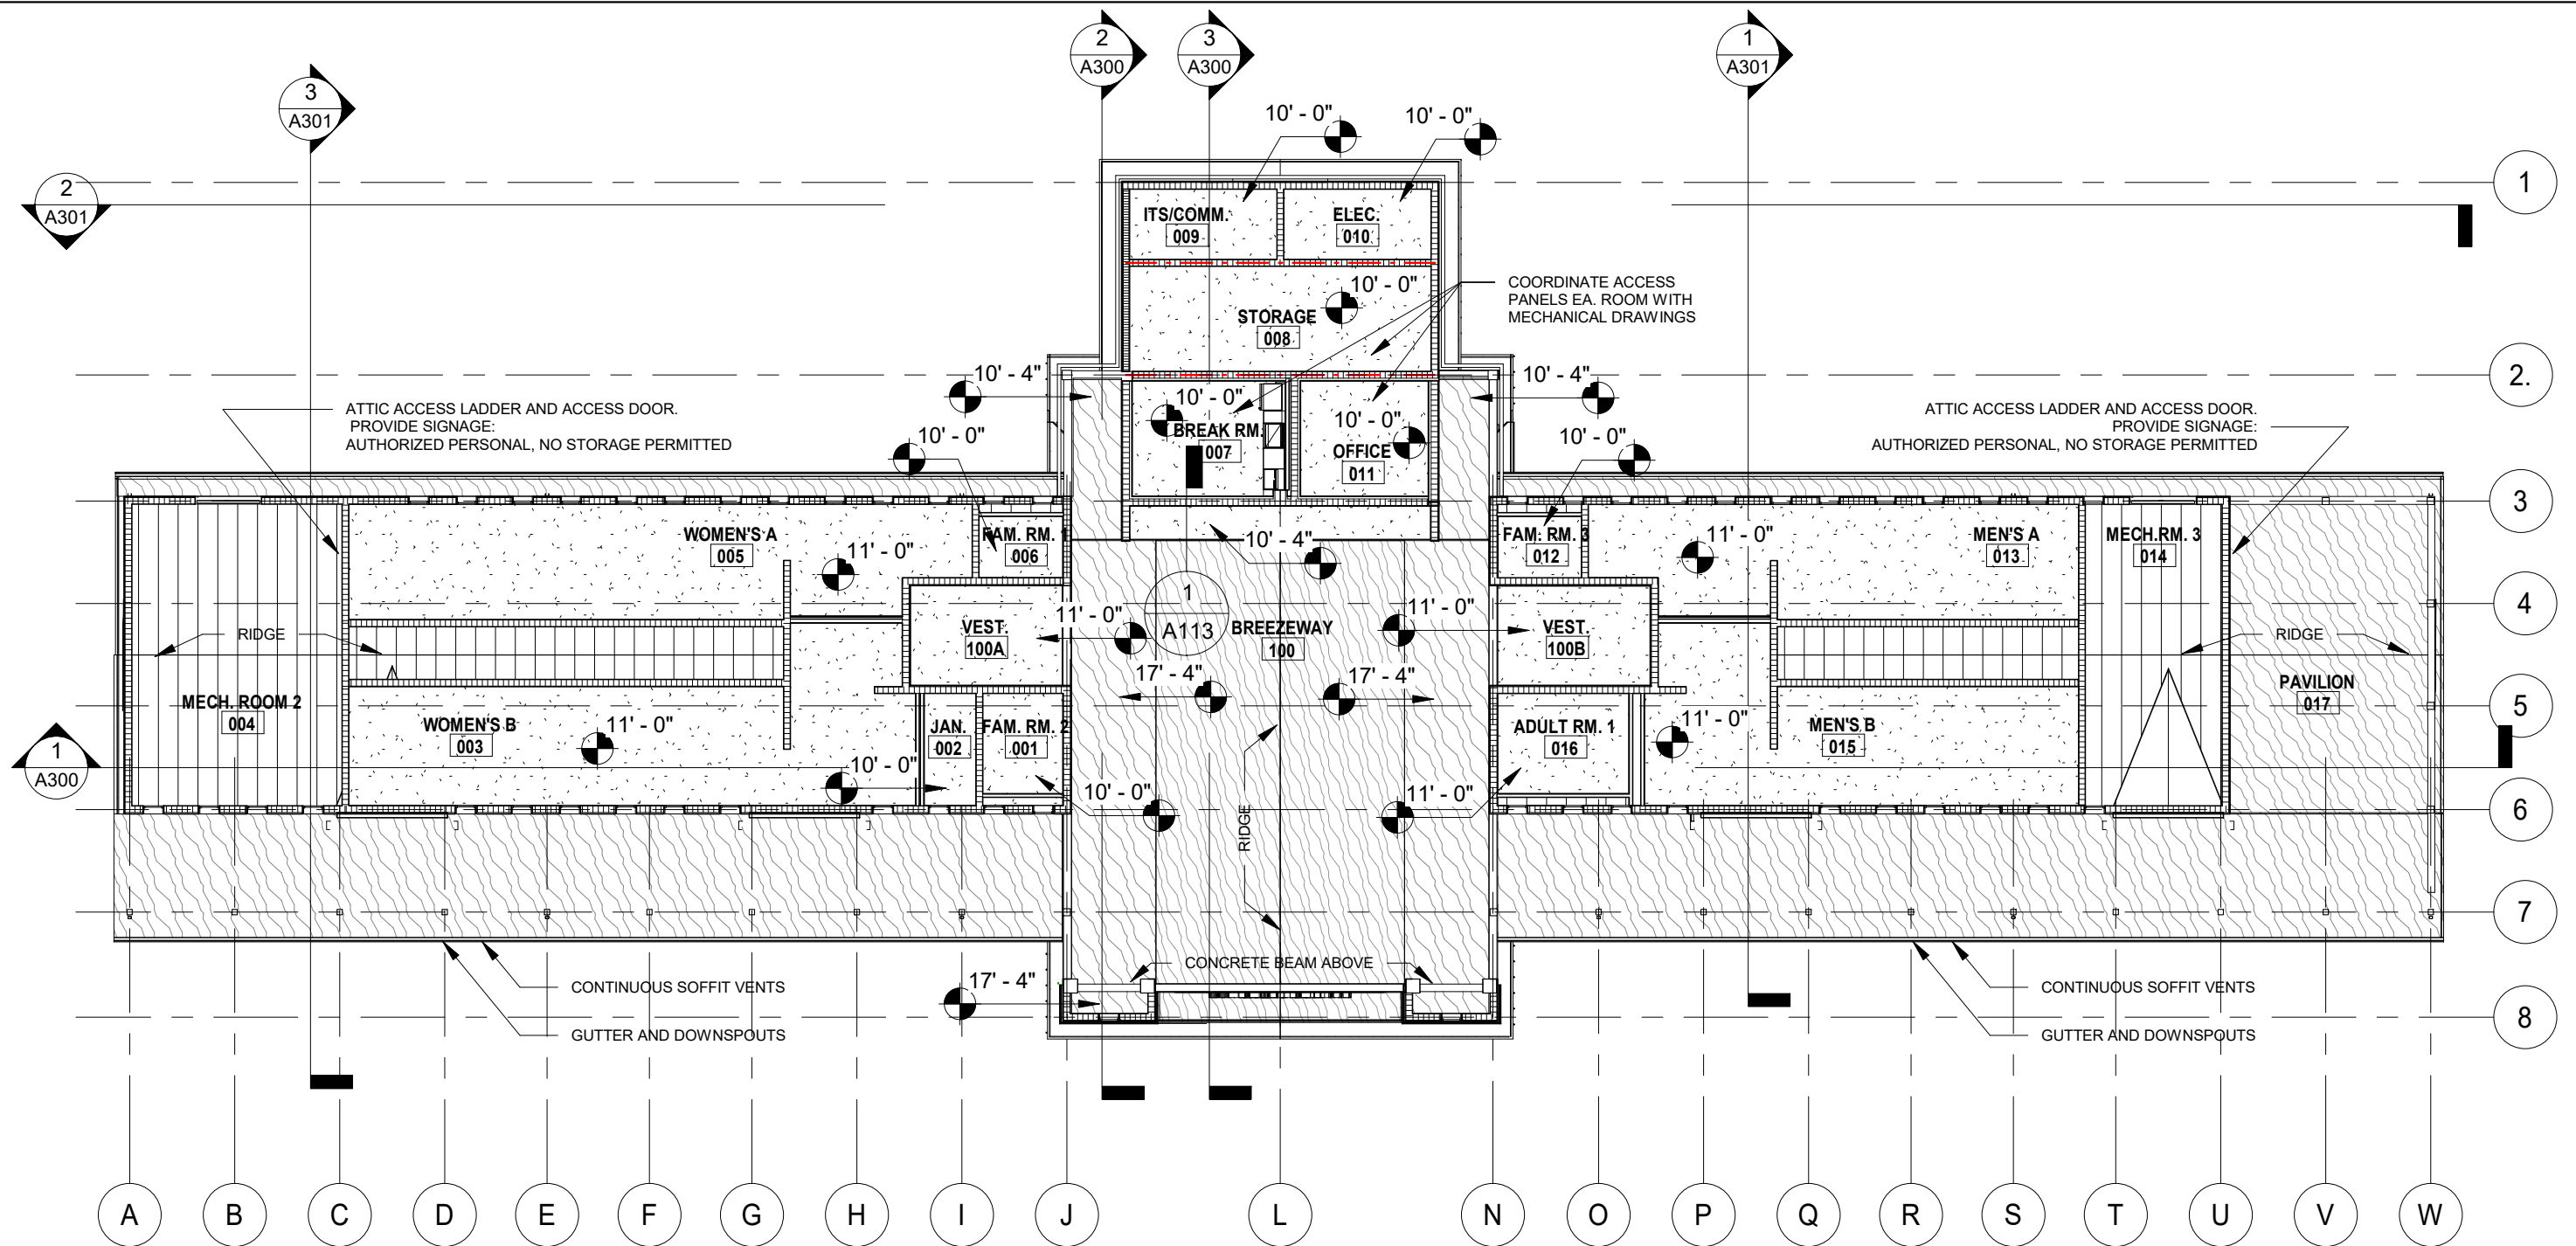 2
A300
3
A300
1
A301
3
A301
10' - 0"
10' - 0"
2
A301
1
ITS/COMM.
009
ELEC.
010
10' - 0"
STORAGE
008
COORDINATE ACCESS
PANELS EA. ROOM WITH
MECHANICAL DRAWINGS
10' - 4"
10' - 4"
2.
ATTIC ACCESS LADDER AND ACCESS DOOR.
PROVIDE SIGNAGE:
AUTHORIZED PERSONAL, NO STORAGE PERMITTED
10' - 0"
10' - 0"
BREAK RM.
007
10' - 0"
OFFICE
011
10' - 0"
ATTIC ACCESS LADDER AND ACCESS DOOR.
PROVIDE SIGNAGE:
AUTHORIZED PERSONAL, NO STORAGE PERMITTED
3
WOMEN'S A
005
11' - 0"
FAM. RM. 1
006
10' - 4"
FAM. RM. 3
012
11' - 0"
MEN'S A
013
MECH.RM. 3
014
4
RIDGE
VEST.
100A
11' - 0"
1
A113
BREEZEWAY
100
11' - 0"
VEST.
100B
RIDGE
17' - 4"
17' - 4"
PAVILION
017
MECH. ROOM 2
004
WOMEN'S B
003
11' - 0"
JAN.
002
FAM. RM. 2
001
ADULT RM. 1
016
11' - 0"
MEN'S B
015
5
1
A300
10' - 0"
10' - 0"
11' - 0"
6
RIDGE
7
CONCRETE BEAM ABOVE
17' - 4"
CONTINUOUS SOFFIT VENTS
GUTTER AND DOWNSPOUTS
CONTINUOUS SOFFIT VENTS
GUTTER AND DOWNSPOUTS
8
A
B
C
D
E
F
G
H
I
J
L
N
O
P
Q
R
S
T
U
V
W